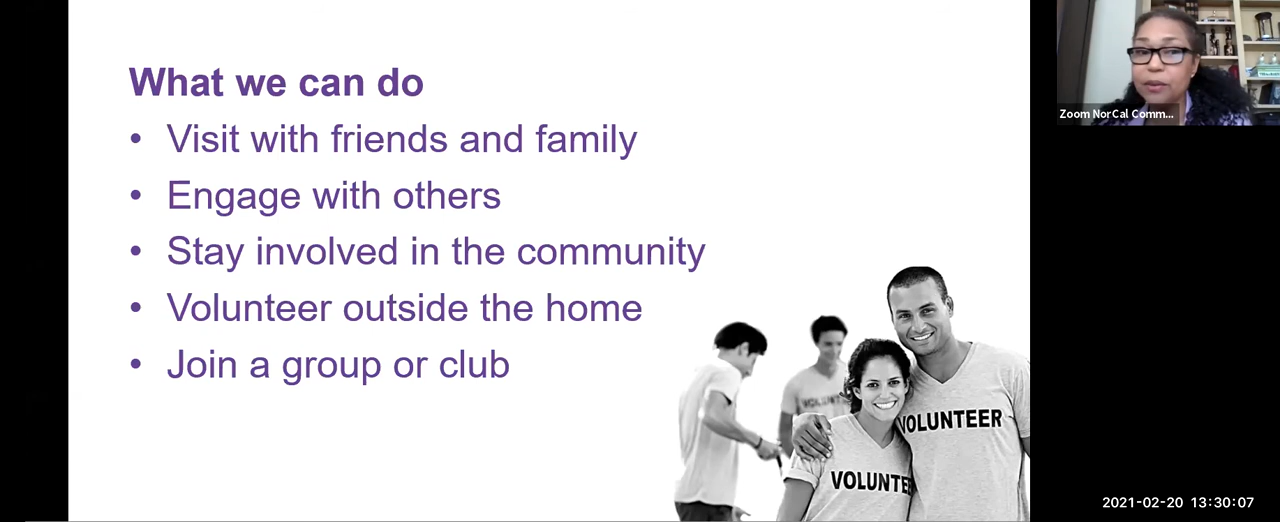 What we can do
• Visit with friends and family
• Engage with others
• Stay involved in the community
• Volunteer outside the home
• Join a group or club
VOLUNTEER
VOLUNTE
Zoom NorCal Comm...
2021-02-20 13:30:07